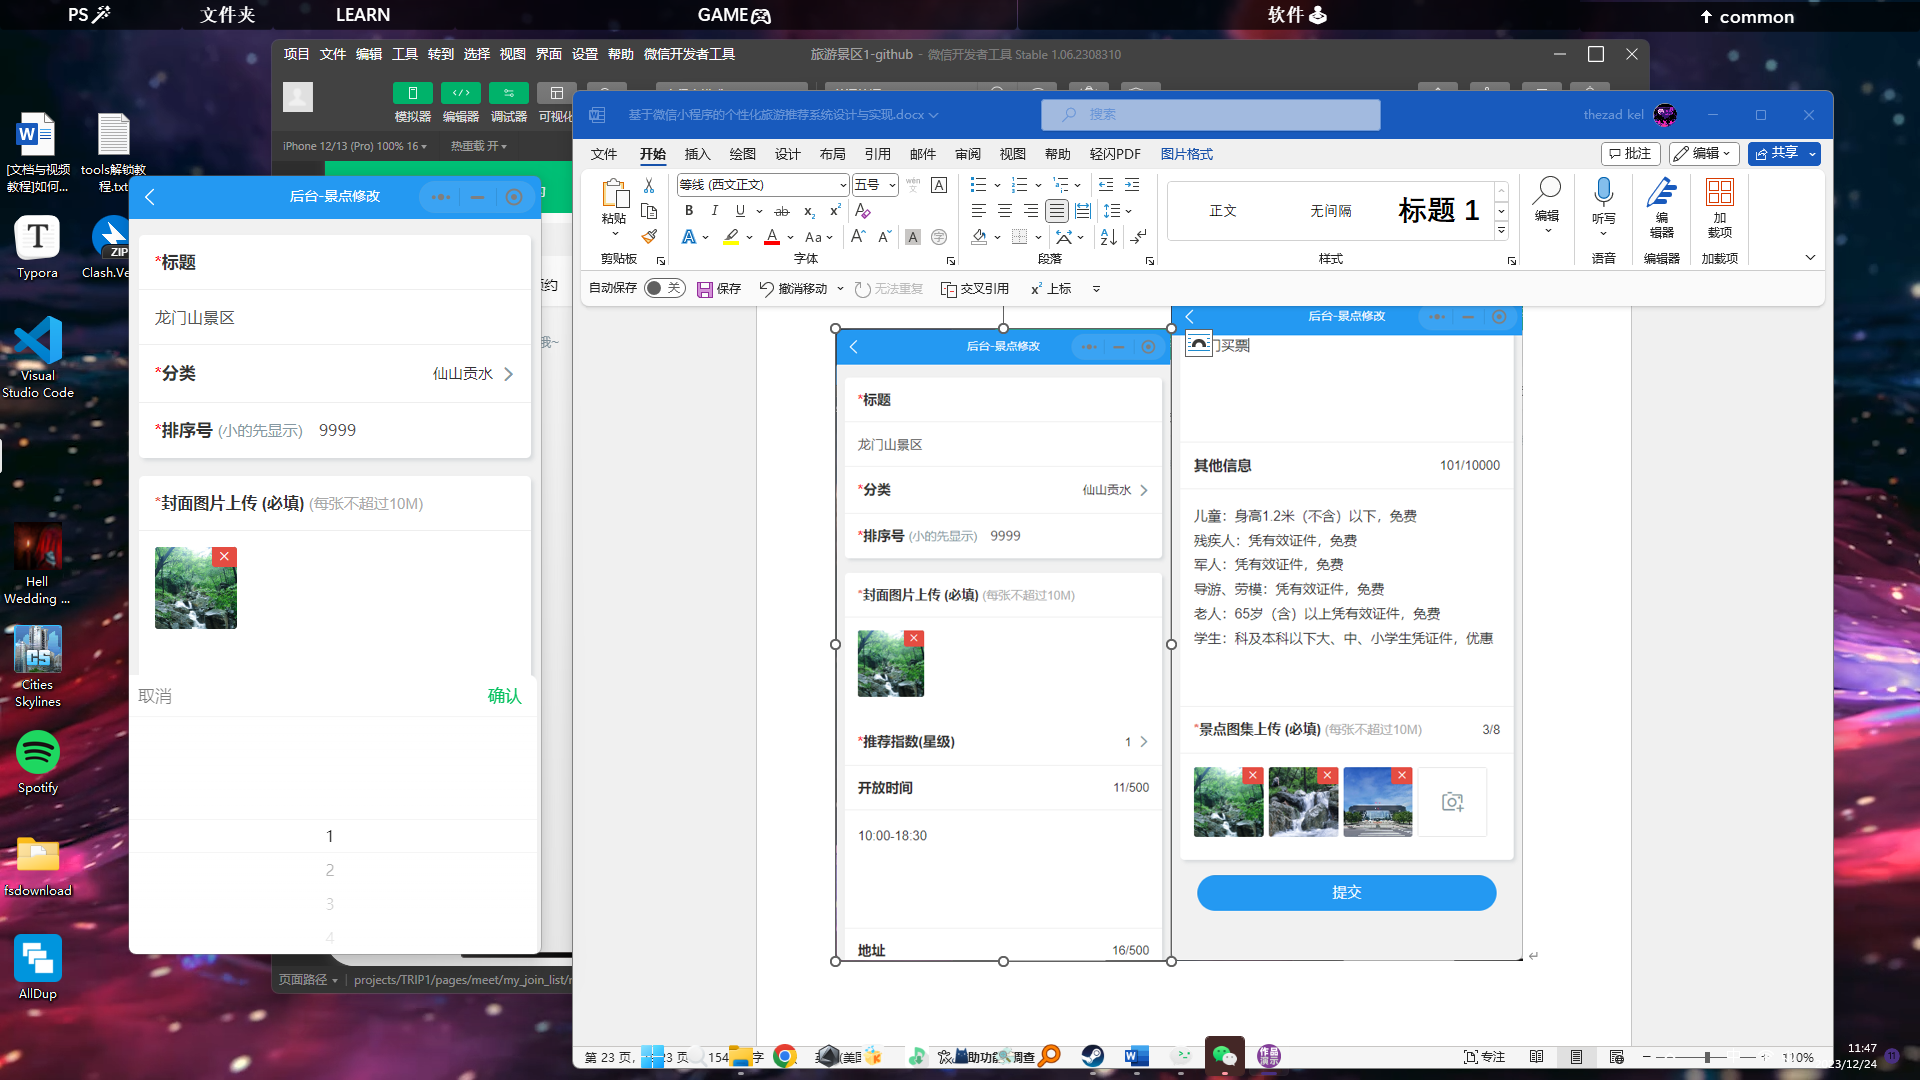 PS
文件夹
LEARN
GAME
软件
common
项目 文件 编辑 工具 转到 选择 视图 界面 设置 帮助 微信开发者工具
旅游景区1-github - 微信开发者工具 Stable 1.06.2308310
模拟器 编辑器 调试器 可视化
iPhone 12/13 (Pro) 100% 16
热重载 开
[文档与视频教程]如何...
tools解锁教程.txt
Typora
Clash.Ve
ZIP
Visual Studio Code
Hell Wedding ...
Cities Skylines
Spotify
fsdownload
AllDup
后台-景点修改
*标题
龙门山景区
*分类
仙山贡水
*排序号 (小的先显示) 9999
*封面图片上传 (必填) (每张不超过10M)
取消
确认
1
2
3
4
页面路径
projects/TRIP1/pages/meet/my_join_list/
基于微信小程序的个性化旅游推荐系统设计与实现.docx
搜索
thezad kel
文件 开始 插入 绘图 设计 布局 引用 邮件 审阅 视图 帮助 轻闪PDF 图片格式
批注
编辑
共享
粘贴
等线 (西文正文)
五号
正文
无间隔
标题 1
编辑
听写
编辑器
加载项
剪贴板
字体
段落
样式
语音
编辑器
加载项
自动保存 关
保存
撤消移动
无法重复
交叉引用
上标
后台-景点修改
*标题
龙门山景区
*分类
仙山贡水
*排序号 (小的先显示) 9999
*封面图片上传 (必填) (每张不超过10M)
*推荐指数(星级)
1
开放时间
11/500
10:00-18:30
地址
16/500
后台-景点修改
买票
其他信息
101/10000
儿童：身高1.2米（不含）以下，免费
残疾人：凭有效证件，免费
军人：凭有效证件，免费
导游、劳模：凭有效证件，免费
老人：65岁（含）以上凭有效证件，免费
学生：科及本科以下大、中、小学生凭证件，优惠
*景点图集上传 (必填) (每张不超过10M)
3/8
提交
第 23 页，
专注
110%
11:47
2023/12/24